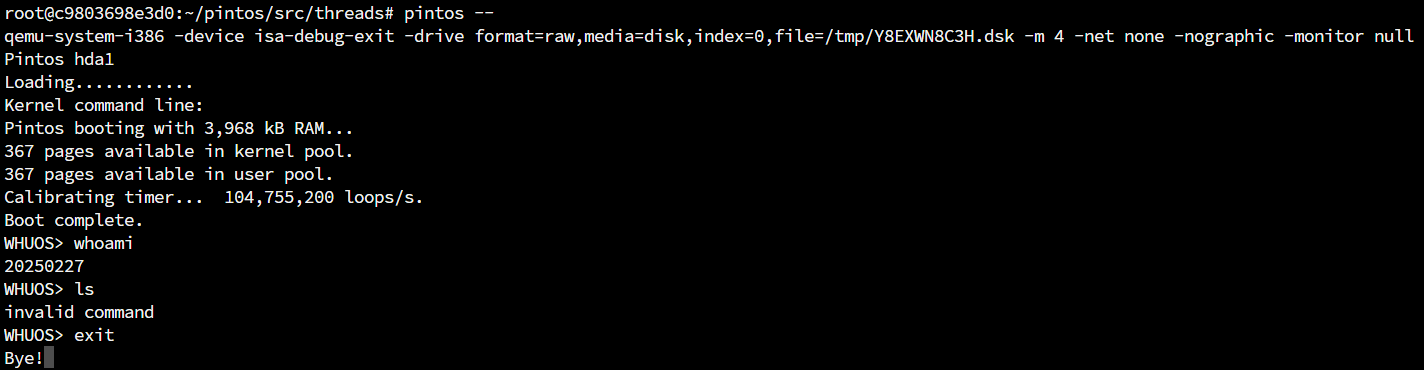 root@c9803698e3d0:~/pintos/src/threads# pintos --
qemu-system-i386 -device isa-debug-exit -drive format=raw,media=disk,index=0,file=/tmp/Y8EXWN8C3H.dsk -m 4 -net none -nographic -monitor null
Pintos hda1
Loading............
Kernel command line:
Pintos booting with 3,968 kB RAM...
367 pages available in kernel pool.
367 pages available in user pool.
Calibrating timer...  104,755,200 loops/s.
Boot complete.
WHUOS> whoami
20250227
WHUOS> ls
invalid command
WHUOS> exit
Bye!